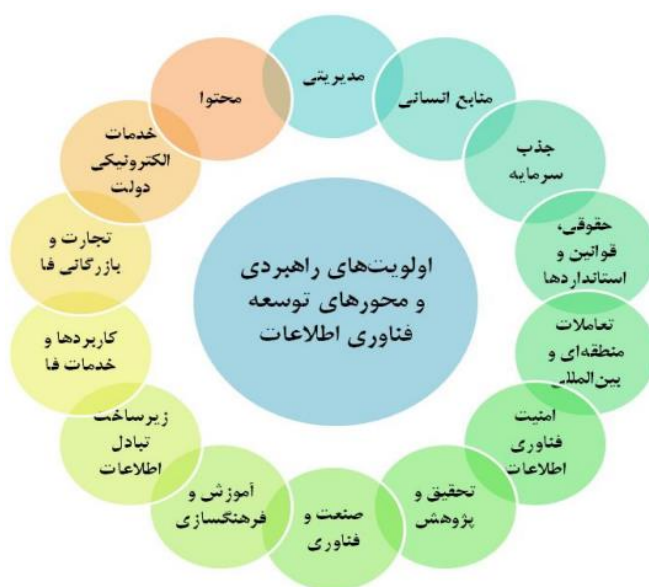 اولویت‌های راهبردی
و محورهای توسعه
فناوری اطلاعات
مدیریتی
منابع انسانی
جذب
سرمایه
حقوقی،
قوانین و
استانداردها
تعاملات
منطقه‌ای و
بین‌المللی
امنیت
فناوری
اطلاعات
تحقیق و
پژوهش
صنعت و
فناوری
آموزش و
فرهنگسازی
زیرساخت
تبادل
اطلاعات
کاربردها و
خدمات فا
تجارت و
بازرگانی فا
خدمات
الکترونیکی
دولت
محتوا